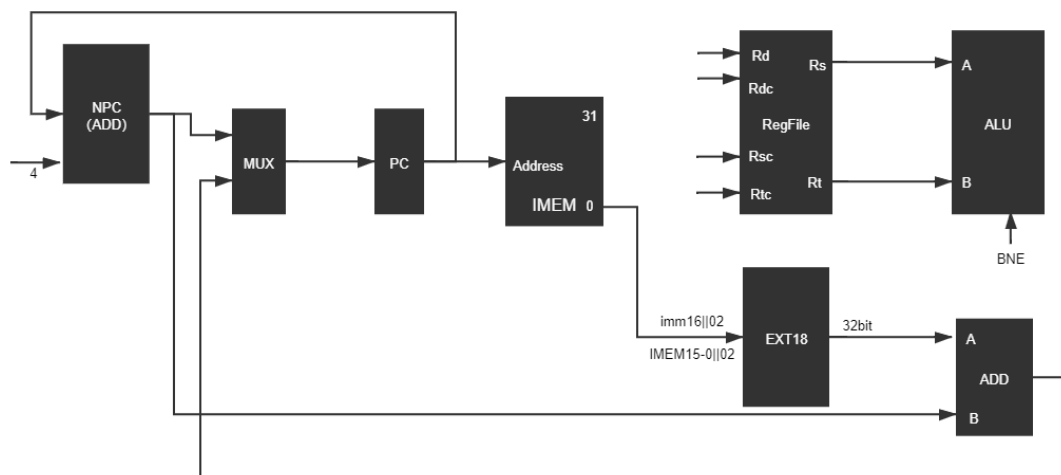 NPC
(ADD)
4
MUX
PC
31
Address
IMEM 0
Rd
Rdc
Rs
RegFile
Rsc
Rtc
Rt
A
ALU
B
BNE
imm16||02
IMEM15-0||02
EXT18
32bit
A
ADD
B